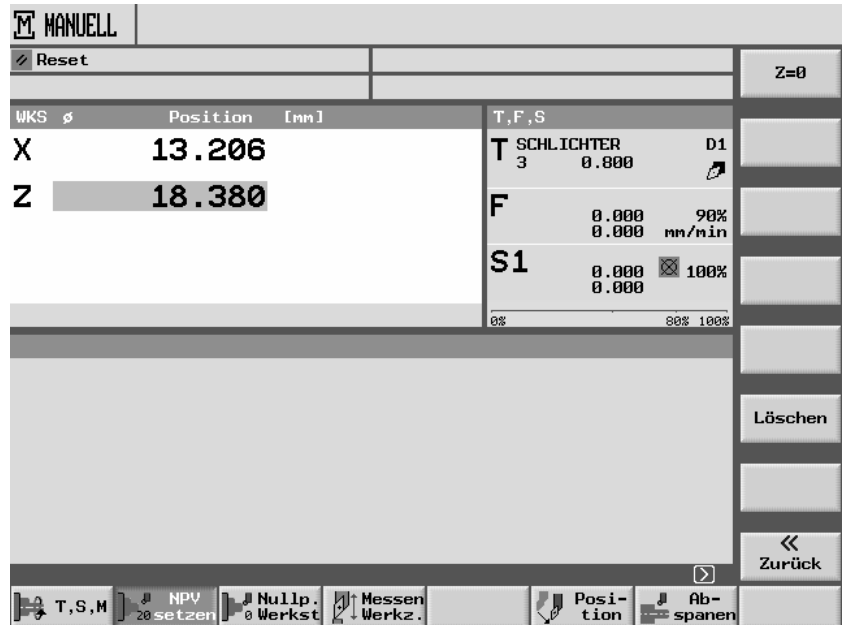 M MANUELL
Reset
Z=0
WKS ø Position [mm]
T,F,S
X 13.206
T SCHLICHTER D1
3 0.800
Z 18.380
F 0.000 90%
0.000 mm/min
S1 0.000 100%
0.000
0% 80% 100%
Löschen
«
Zurück
T,S,M
20 NPV
setzen
0 Nullp.
Werkst
Messen
Werkz.
Posi-
tion
Ab-
spanen